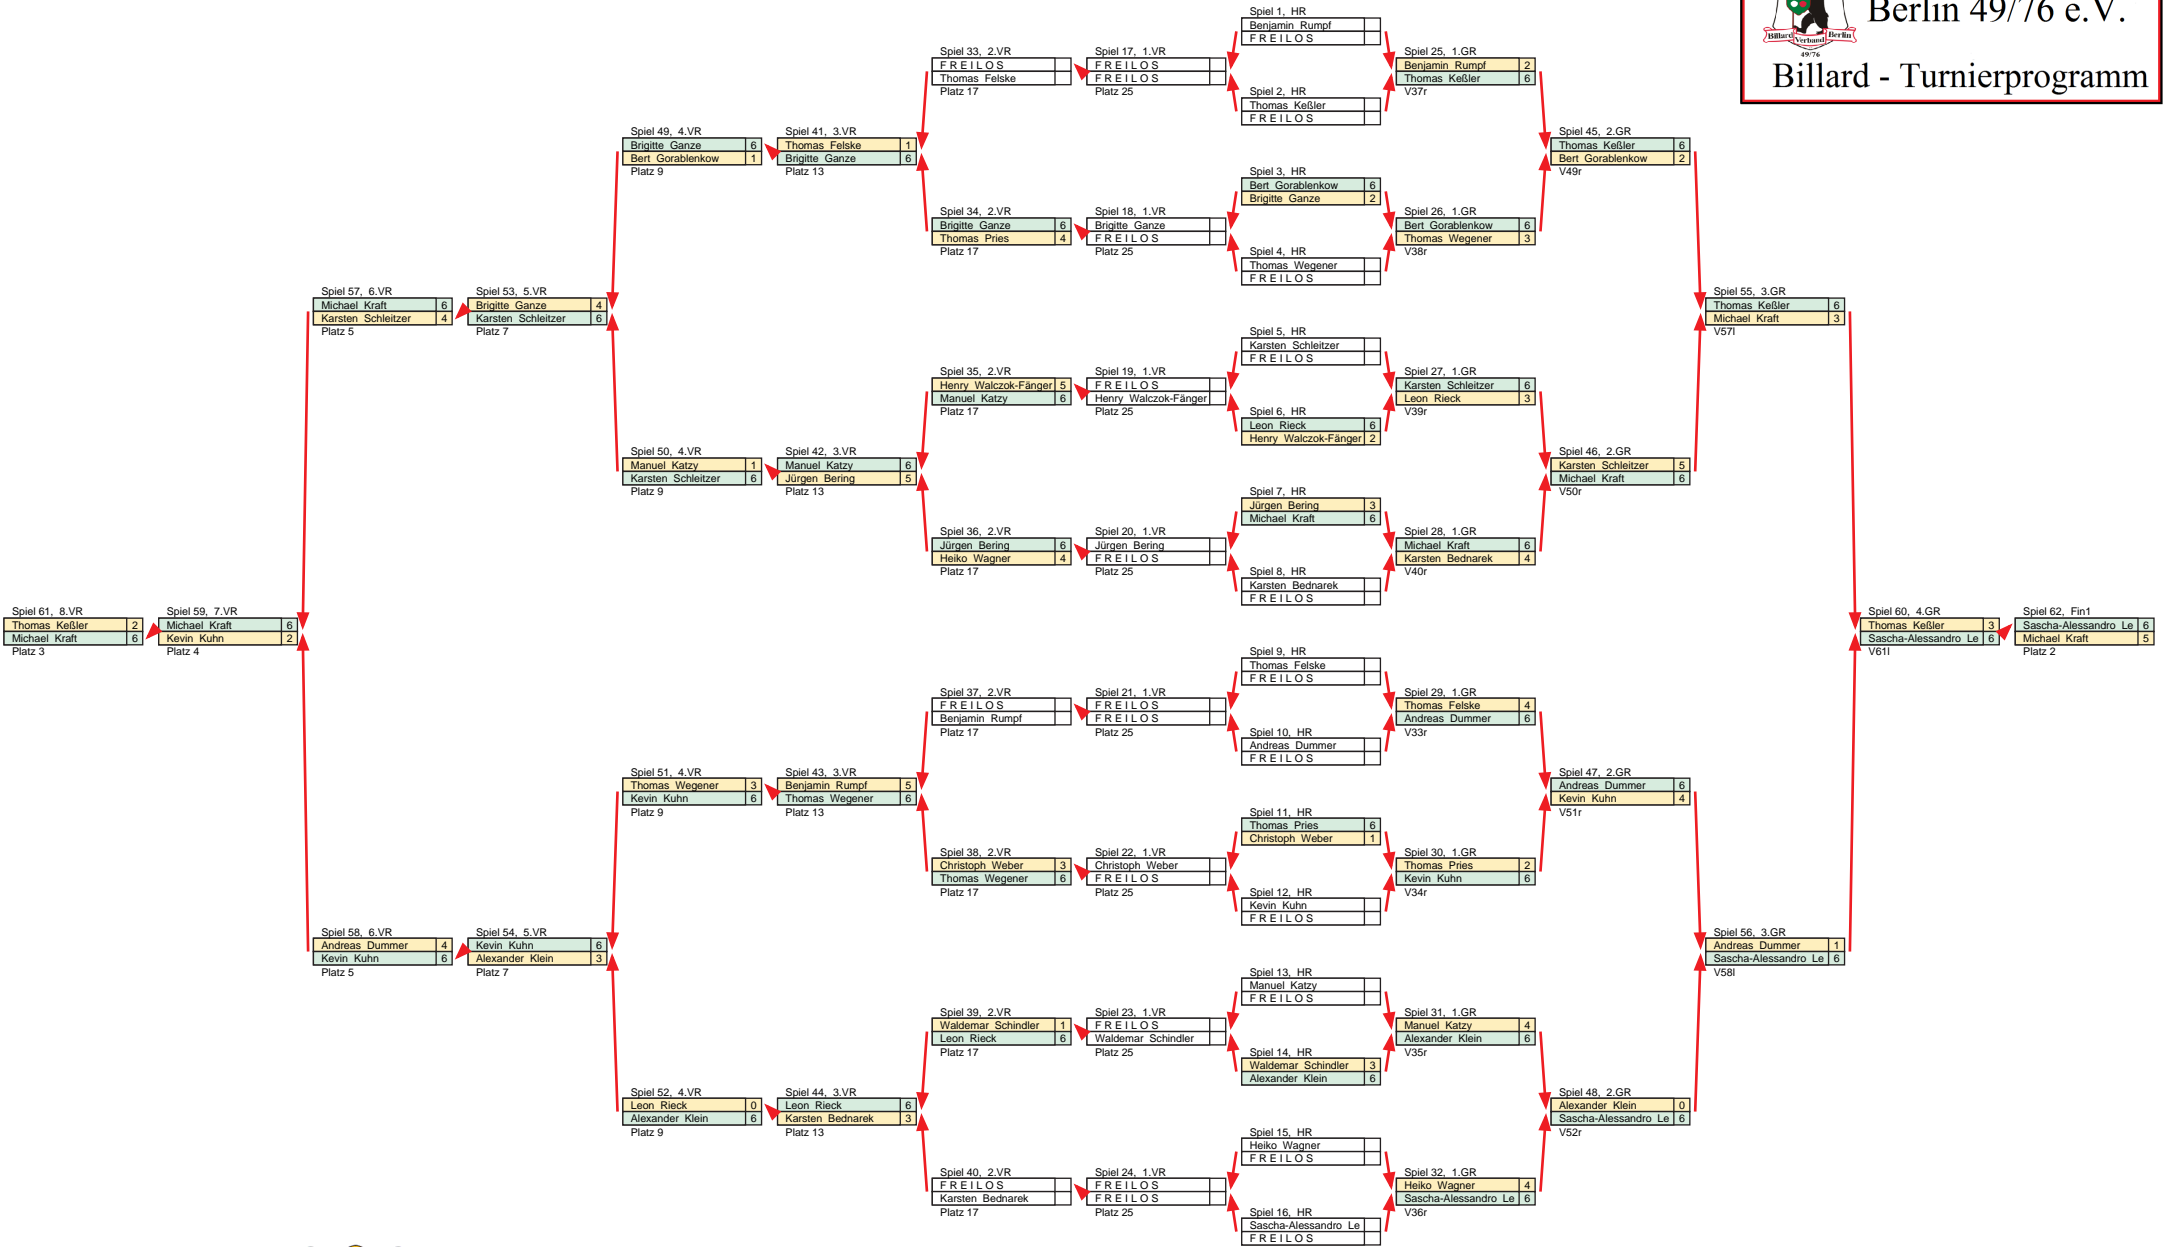 Berlin 49/76 e.V.
Billard Verband Berlin
49/76
Billard - Turnierprogramm
Spiel 61, 8.VR
Thomas Keßler 2
Michael Kraft 6
Platz 3
Spiel 59, 7.VR
Michael Kraft 6
Kevin Kuhn 2
Platz 4
Spiel 57, 6.VR
Michael Kraft 6
Karsten Schleitzer 4
Platz 5
Spiel 58, 6.VR
Andreas Dummer 4
Kevin Kuhn 6
Platz 5
Spiel 53, 5.VR
Brigitte Ganze 4
Karsten Schleitzer 6
Platz 7
Spiel 54, 5.VR
Kevin Kuhn 6
Alexander Klein 3
Platz 7
Spiel 49, 4.VR
Brigitte Ganze 6
Bert Gorablenkow 1
Platz 9
Spiel 50, 4.VR
Manuel Katzy 1
Karsten Schleitzer 6
Platz 9
Spiel 51, 4.VR
Thomas Wegener 3
Kevin Kuhn 6
Platz 9
Spiel 52, 4.VR
Leon Rieck 0
Alexander Klein 6
Platz 9
Spiel 41, 3.VR
Thomas Felske 1
Brigitte Ganze 6
Platz 13
Spiel 42, 3.VR
Manuel Katzy 6
Jürgen Bering 5
Platz 13
Spiel 43, 3.VR
Benjamin Rumpf 5
Thomas Wegener 6
Platz 13
Spiel 44, 3.VR
Leon Rieck 6
Karsten Bednarek 3
Platz 13
Spiel 33, 2.VR
F R E I L O S
Thomas Felske
Platz 17
Spiel 34, 2.VR
Brigitte Ganze 6
Thomas Pries 4
Platz 17
Spiel 35, 2.VR
Henry Walczok-Fänger 5
Manuel Katzy 6
Platz 17
Spiel 36, 2.VR
Jürgen Bering 6
Heiko Wagner 4
Platz 17
Spiel 37, 2.VR
F R E I L O S
Benjamin Rumpf
Platz 17
Spiel 38, 2.VR
Christoph Weber 3
Thomas Wegener 6
Platz 17
Spiel 39, 2.VR
Waldemar Schindler 1
Leon Rieck 6
Platz 17
Spiel 40, 2.VR
F R E I L O S
Karsten Bednarek
Platz 17
Spiel 17, 1.VR
F R E I L O S
F R E I L O S
Platz 25
Spiel 18, 1.VR
Brigitte Ganze
F R E I L O S
Platz 25
Spiel 19, 1.VR
F R E I L O S
Henry Walczok-Fänger
Platz 25
Spiel 20, 1.VR
Jürgen Bering
F R E I L O S
Platz 25
Spiel 21, 1.VR
F R E I L O S
F R E I L O S
Platz 25
Spiel 22, 1.VR
Christoph Weber
F R E I L O S
Platz 25
Spiel 23, 1.VR
F R E I L O S
Waldemar Schindler
Platz 25
Spiel 24, 1.VR
F R E I L O S
F R E I L O S
Platz 25
Spiel 1, HR
Benjamin Rumpf
F R E I L O S
Spiel 2, HR
Thomas Keßler
F R E I L O S
Spiel 3, HR
Bert Gorablenkow 6
Brigitte Ganze 2
Spiel 4, HR
Thomas Wegener
F R E I L O S
Spiel 5, HR
Karsten Schleitzer
F R E I L O S
Spiel 6, HR
Leon Rieck 6
Henry Walczok-Fänger 2
Spiel 7, HR
Jürgen Bering 3
Michael Kraft 6
Spiel 8, HR
Karsten Bednarek
F R E I L O S
Spiel 9, HR
Thomas Felske
F R E I L O S
Spiel 10, HR
Andreas Dummer
F R E I L O S
Spiel 11, HR
Thomas Pries 6
Christoph Weber 1
Spiel 12, HR
Kevin Kuhn
F R E I L O S
Spiel 13, HR
Manuel Katzy
F R E I L O S
Spiel 14, HR
Waldemar Schindler 3
Alexander Klein 6
Spiel 15, HR
Heiko Wagner
F R E I L O S
Spiel 16, HR
Sascha-Alessandro Le
F R E I L O S
Spiel 25, 1.GR
Benjamin Rumpf 2
Thomas Keßler 6
V37r
Spiel 26, 1.GR
Bert Gorablenkow 6
Thomas Wegener 3
V38r
Spiel 27, 1.GR
Karsten Schleitzer 6
Leon Rieck 3
V39r
Spiel 28, 1.GR
Michael Kraft 6
Karsten Bednarek 4
V40r
Spiel 29, 1.GR
Thomas Felske 4
Andreas Dummer 6
V33r
Spiel 30, 1.GR
Thomas Pries 2
Kevin Kuhn 6
V34r
Spiel 31, 1.GR
Manuel Katzy 4
Alexander Klein 6
V35r
Spiel 32, 1.GR
Heiko Wagner 4
Sascha-Alessandro Le 6
V36r
Spiel 45, 2.GR
Thomas Keßler 6
Bert Gorablenkow 2
V49r
Spiel 46, 2.GR
Karsten Schleitzer 5
Michael Kraft 6
V50r
Spiel 47, 2.GR
Andreas Dummer 6
Kevin Kuhn 4
V51r
Spiel 48, 2.GR
Alexander Klein 0
Sascha-Alessandro Le 6
V52r
Spiel 55, 3.GR
Thomas Keßler 6
Michael Kraft 3
V57l
Spiel 56, 3.GR
Andreas Dummer 1
Sascha-Alessandro Le 6
V58l
Spiel 60, 4.GR
Thomas Keßler 3
Sascha-Alessandro Le 6
V61l
Spiel 62, Fin1
Sascha-Alessandro Le 6
Michael Kraft 5
Platz 2